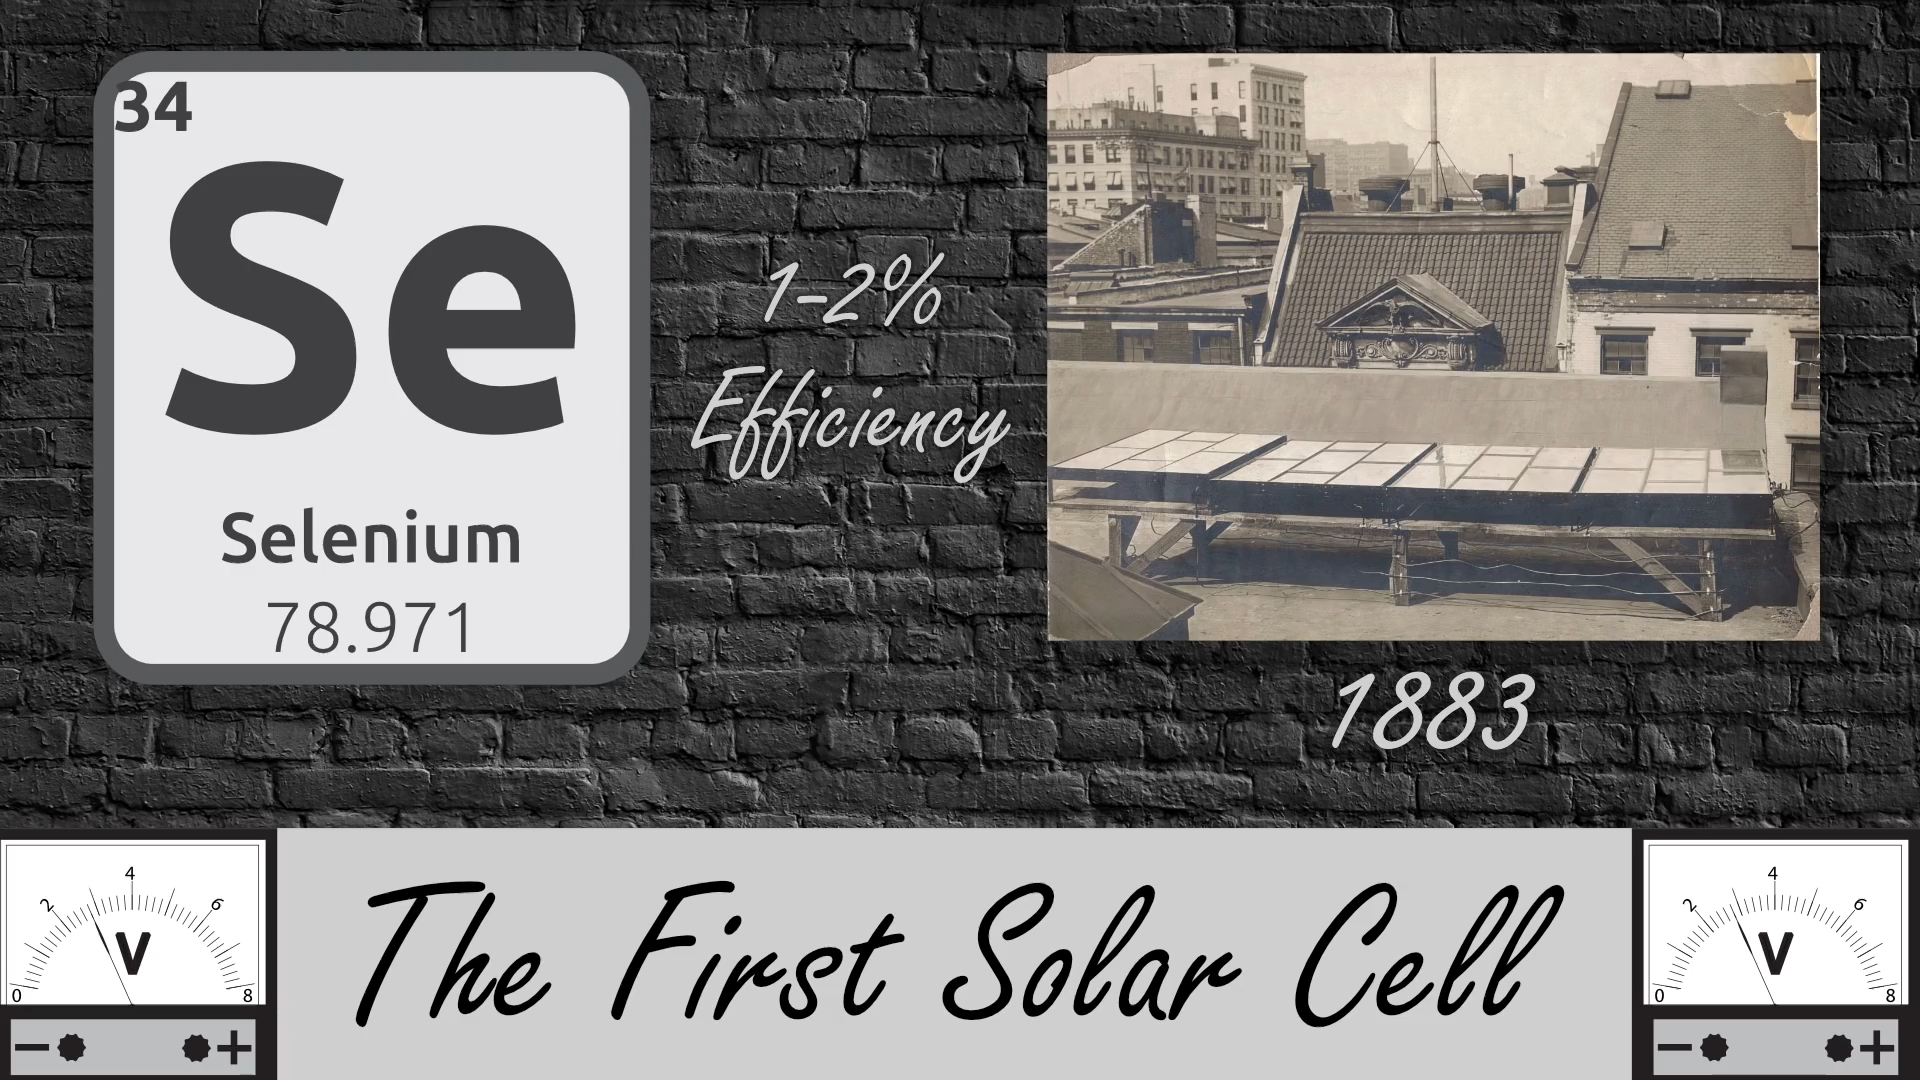 34
Se
Selenium
78.971
1-2%
Efficiency
1883
The First Solar Cell
0 2 4 6 8
V
- +
0 2 4 6 8
V
- +